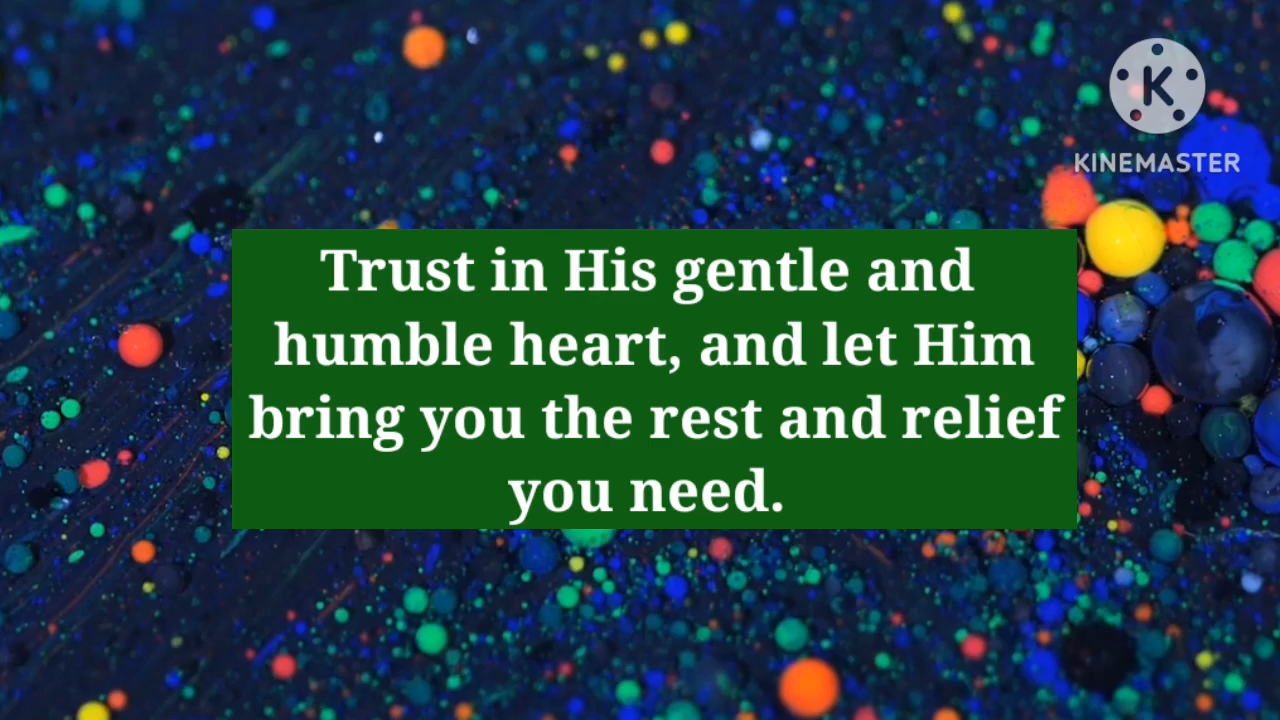 K
KINEMASTER
Trust in His gentle and
humble heart, and let Him
bring you the rest and relief
you need.